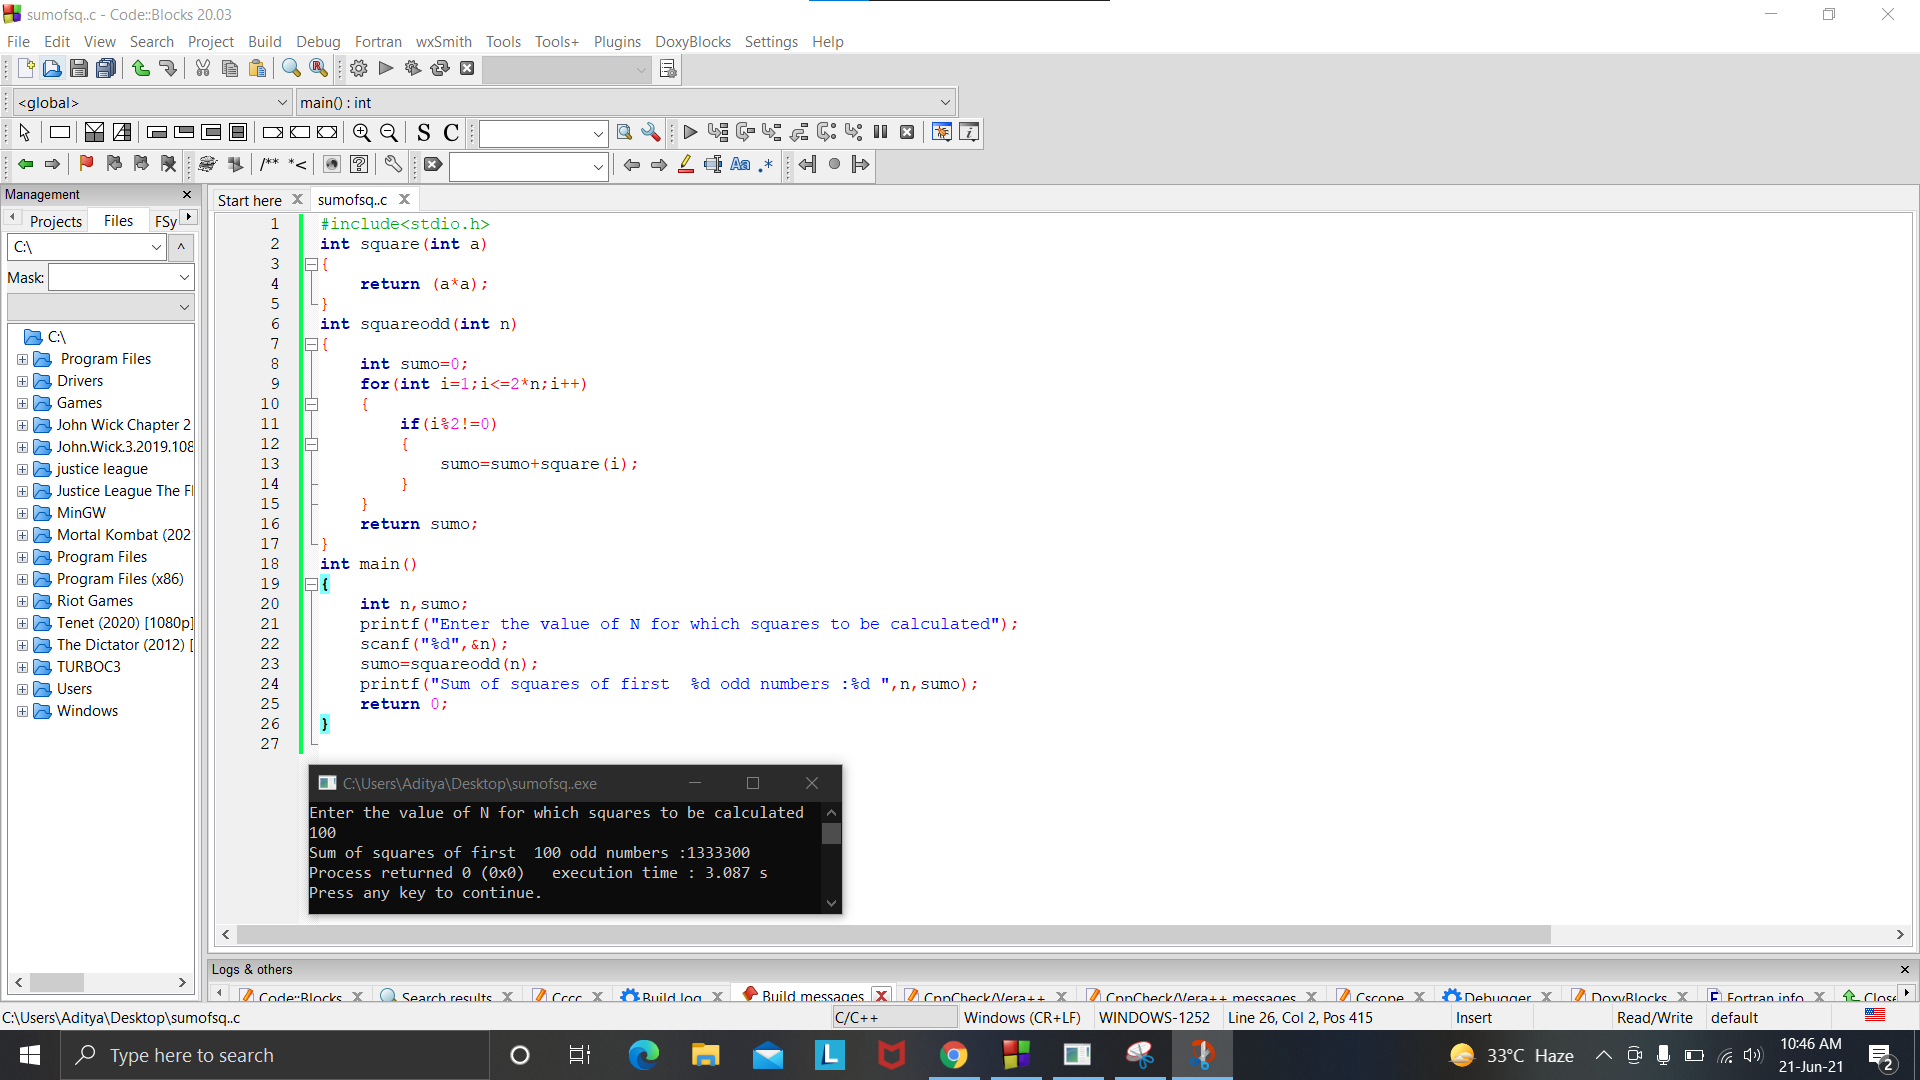 sumofsq..c - Code::Blocks 20.03
File Edit View Search Project Build Debug Fortran wxSmith Tools Tools+ Plugins DoxyBlocks Settings Help
<global> main() : int
S C
/** *<
Aa .*
Management
Projects Files FSy
C:\
Mask:
C:\
Program Files
Drivers
Games
John Wick Chapter 2
John.Wick.3.2019.108
justice league
Justice League The Fl
MinGW
Mortal Kombat (202
Program Files
Program Files (x86)
Riot Games
Tenet (2020) [1080p]
The Dictator (2012) [
TURBOC3
Users
Windows
Start here sumofsq..c
1 #include<stdio.h>
2 int square(int a)
3 {
4 return (a*a);
5 }
6 int squareodd(int n)
7 {
8 int sumo=0;
9 for(int i=1;i<=2*n;i++)
10 {
11 if(i%2!=0)
12 {
13 sumo=sumo+square(i);
14 }
15 }
16 return sumo;
17 }
18 int main()
19 {
20 int n,sumo;
21 printf("Enter the value of N for which squares to be calculated");
22 scanf("%d",&n);
23 sumo=squareodd(n);
24 printf("Sum of squares of first  %d odd numbers :%d ",n,sumo);
25 return 0;
26 }
27
C:\Users\Aditya\Desktop\sumofsq..exe
Enter the value of N for which squares to be calculated
100
Sum of squares of first  100 odd numbers :1333300
Process returned 0 (0x0)   execution time : 3.087 s
Press any key to continue.
Logs & others
Code::Blocks Search results Cccc Build log Build messages CppCheck/Vera++ CppCheck/Vera++ messages Cscope Debugger DoxyBlocks Fortran info Close
C:\Users\Aditya\Desktop\sumofsq..c C/C++ Windows (CR+LF) WINDOWS-1252 Line 26, Col 2, Pos 415 Insert Read/Write default
Type here to search
L
33°C Haze
10:46 AM
21-Jun-21
2